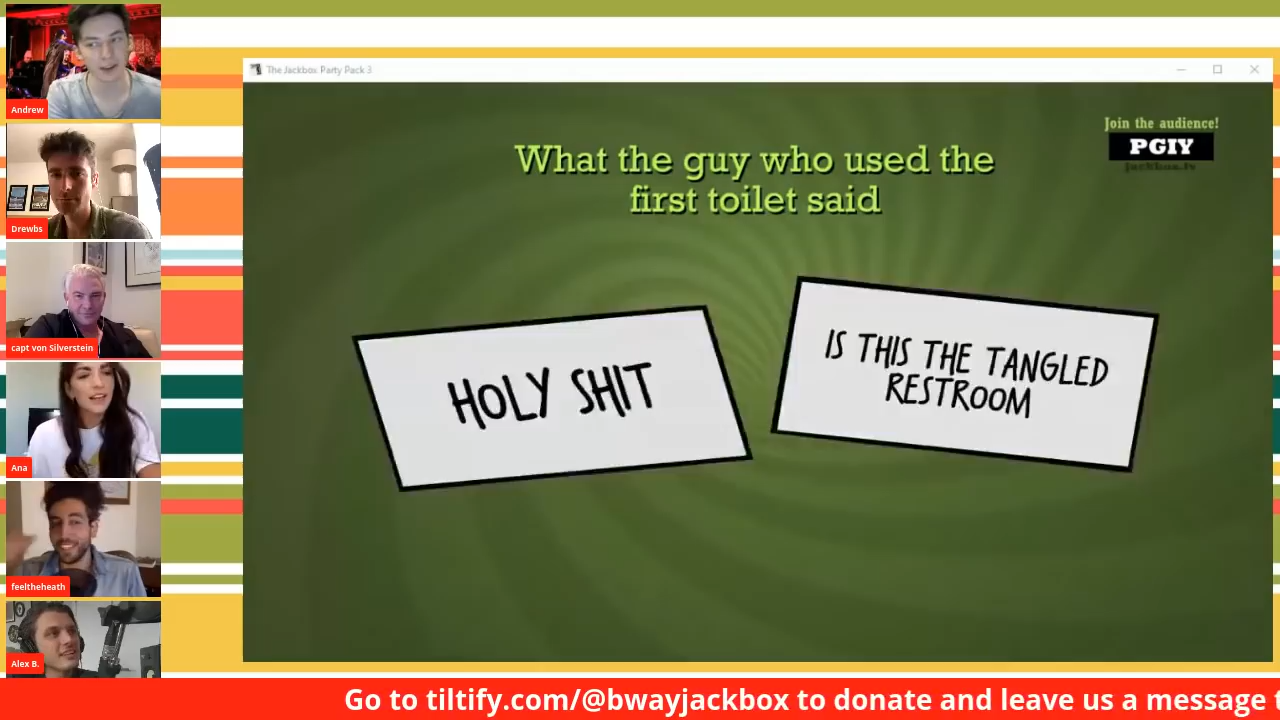 Andrew
Drewbs
capt von Silverstein
Ana
feeltheheath
Alex B.
The Jackbox Party Pack 3
Join the audience!
PGIY
jackbox.tv
What the guy who used the
first toilet said
HOLY SHIT
IS THIS THE TANGLED
RESTROOM
Go to tiltify.com/@bwayjackbox to donate and leave us a message